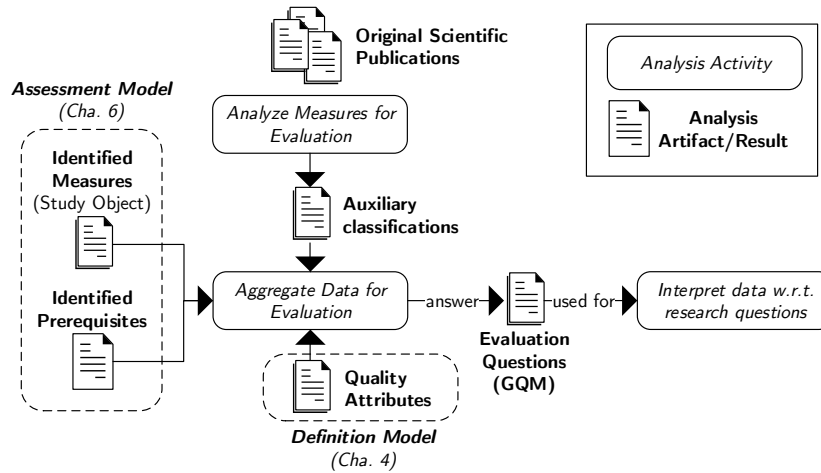 Original Scientific
Publications
Analysis Activity
Analysis
Artifact/Result
Assessment Model
(Cha. 6)
Analyze Measures for
Evaluation
Identified
Measures
(Study Object)
Auxiliary
classifications
Identified
Prerequisites
Aggregate Data for
Evaluation
answer
used for
Interpret data w.r.t.
research questions
Evaluation
Questions
(GQM)
Quality
Attributes
Definition Model
(Cha. 4)